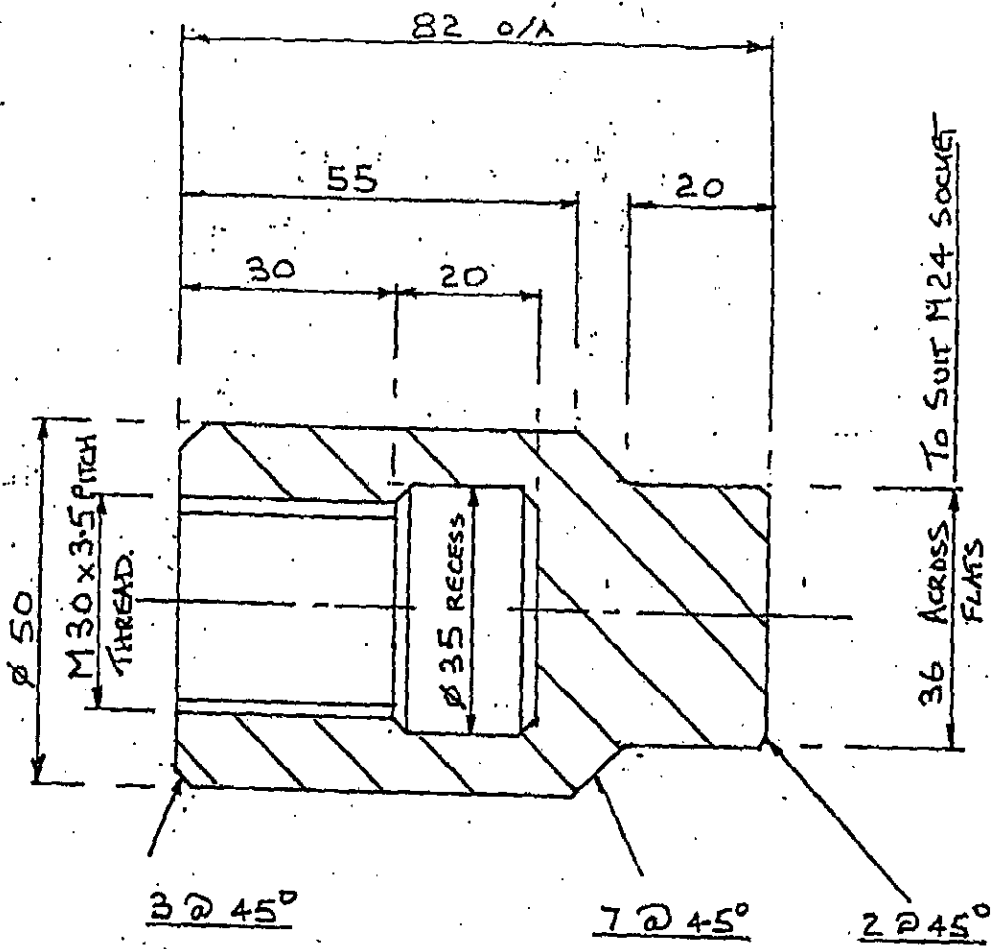 82 O/A
55
20
30
20
TO SUIT M24 SOCKET
Ø 50
M30 x 3.5 PITCH
THREAD.
Ø 35 RECESS
36 ACROSS
FLATS
3 @ 45°
7 @ 45°
2 @ 45°